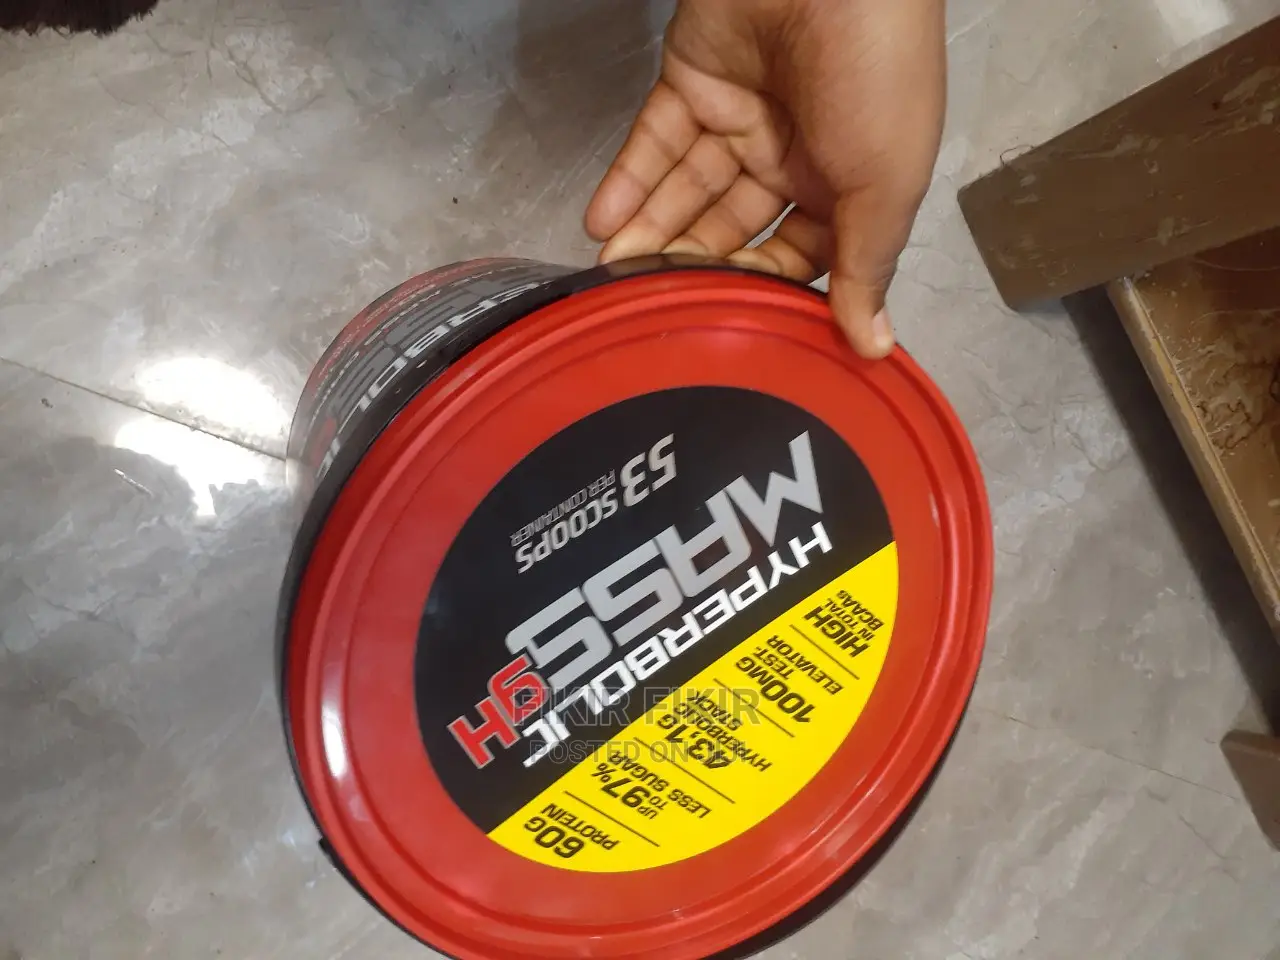 HYPERBOLIC
MASS gH
53 SCOOPS
PER CONTAINER
60G
PROTEIN
UP TO 97%
LESS SUGAR
43,1G
HYPERBOLIC
STACK
100MG
TEST.
ELEVATOR
HIGH
IN TOTAL
BCAAs
FIKIR FIKIR
POSTED ON